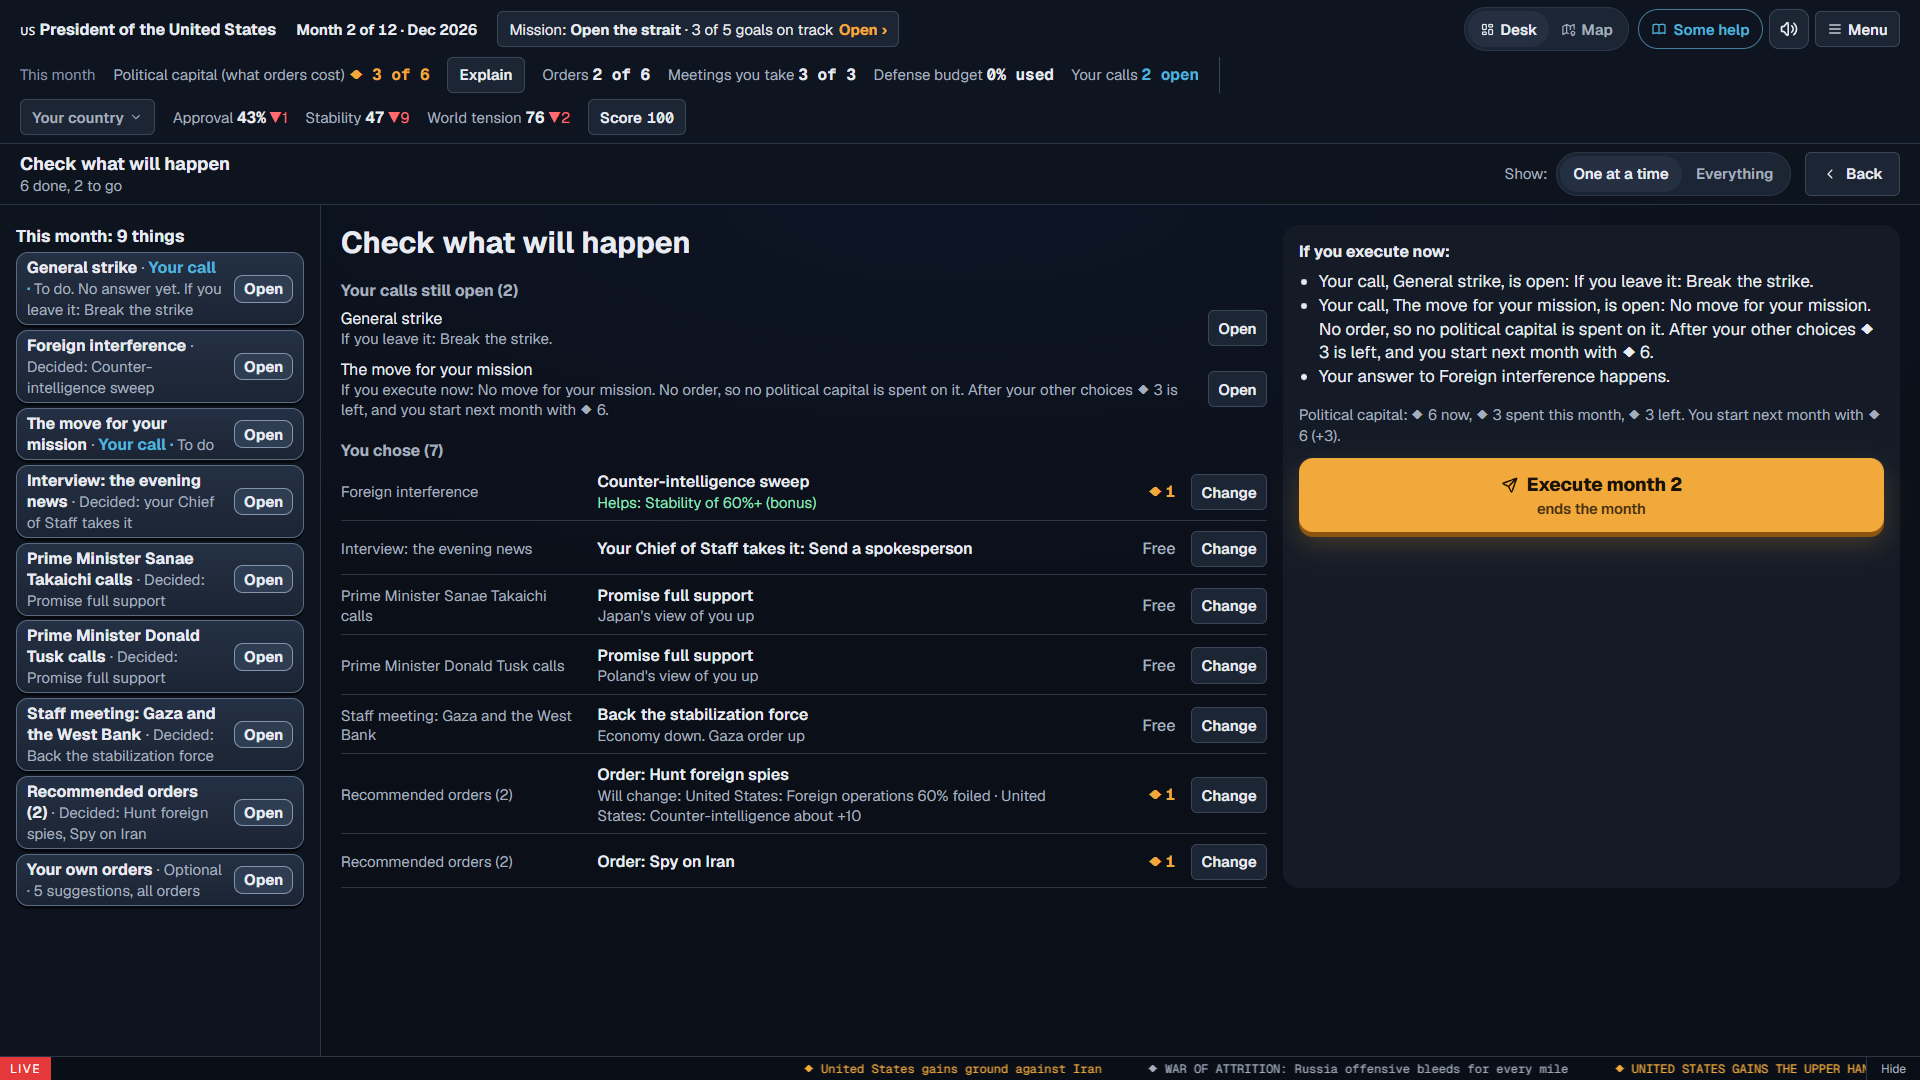 US President of the United States
Month 2 of 12 · Dec 2026
Mission: Open the strait · 3 of 5 goals on track Open ›
Desk
Map
Some help
Menu
This month
Political capital (what orders cost) ◆ 3 of 6
Explain
Orders 2 of 6
Meetings you take 3 of 3
Defense budget 0% used
Your calls 2 open
Your country
Approval 43% ▼1
Stability 47 ▼9
World tension 76 ▼2
Score 100
Check what will happen
6 done, 2 to go
Show:
One at a time
Everything
‹ Back
This month: 9 things
General strike · Your call
· To do. No answer yet. If you
leave it: Break the strike
Open
Foreign interference ·
Decided: Counter-
intelligence sweep
Open
The move for your
mission · Your call · To do
Open
Interview: the evening
news · Decided: your Chief
of Staff takes it
Open
Prime Minister Sanae
Takaichi calls · Decided:
Promise full support
Open
Prime Minister Donald
Tusk calls · Decided:
Promise full support
Open
Staff meeting: Gaza and
the West Bank · Decided:
Back the stabilization force
Open
Recommended orders
(2) · Decided: Hunt foreign
spies, Spy on Iran
Open
Your own orders · Optional
· 5 suggestions, all orders
Open
Check what will happen
Your calls still open (2)
General strike
If you leave it: Break the strike.
Open
The move for your mission
If you execute now: No move for your mission. No order, so no political capital is spent on it. After your other choices ◆ 3 is
left, and you start next month with ◆ 6.
Open
You chose (7)
Foreign interference
Counter-intelligence sweep
Helps: Stability of 60%+ (bonus)
◆ 1
Change
Interview: the evening news
Your Chief of Staff takes it: Send a spokesperson
Free
Change
Prime Minister Sanae Takaichi
calls
Promise full support
Japan's view of you up
Free
Change
Prime Minister Donald Tusk calls
Promise full support
Poland's view of you up
Free
Change
Staff meeting: Gaza and the West
Bank
Back the stabilization force
Economy down. Gaza order up
Free
Change
Recommended orders (2)
Order: Hunt foreign spies
Will change: United States: Foreign operations 60% foiled · United
States: Counter-intelligence about +10
◆ 1
Change
Recommended orders (2)
Order: Spy on Iran
◆ 1
Change
If you execute now:
• Your call, General strike, is open: If you leave it: Break the strike.
• Your call, The move for your mission, is open: No move for your mission.
No order, so no political capital is spent on it. After your other choices ◆
3 is left, and you start next month with ◆ 6.
• Your answer to Foreign interference happens.
Political capital: ◆ 6 now, ◆ 3 spent this month, ◆ 3 left. You start next month with ◆
6 (+3).
Execute month 2
ends the month
LIVE
◆ United States gains ground against Iran
◆ WAR OF ATTRITION: Russia offensive bleeds for every mile
◆ UNITED STATES GAINS THE UPPER
Hide